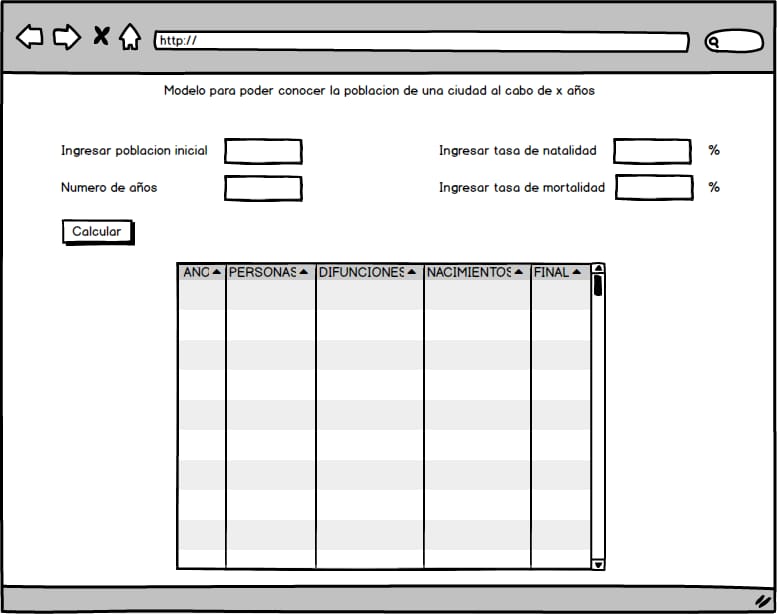 http://
Modelo para poder conocer la poblacion de una ciudad al cabo de x años
Ingresar poblacion inicial
Ingresar tasa de natalidad %
Numero de años
Ingresar tasa de mortalidad %
Calcular
ANO PERSONAS DIFUNCIONES NACIMIENTOS FINAL